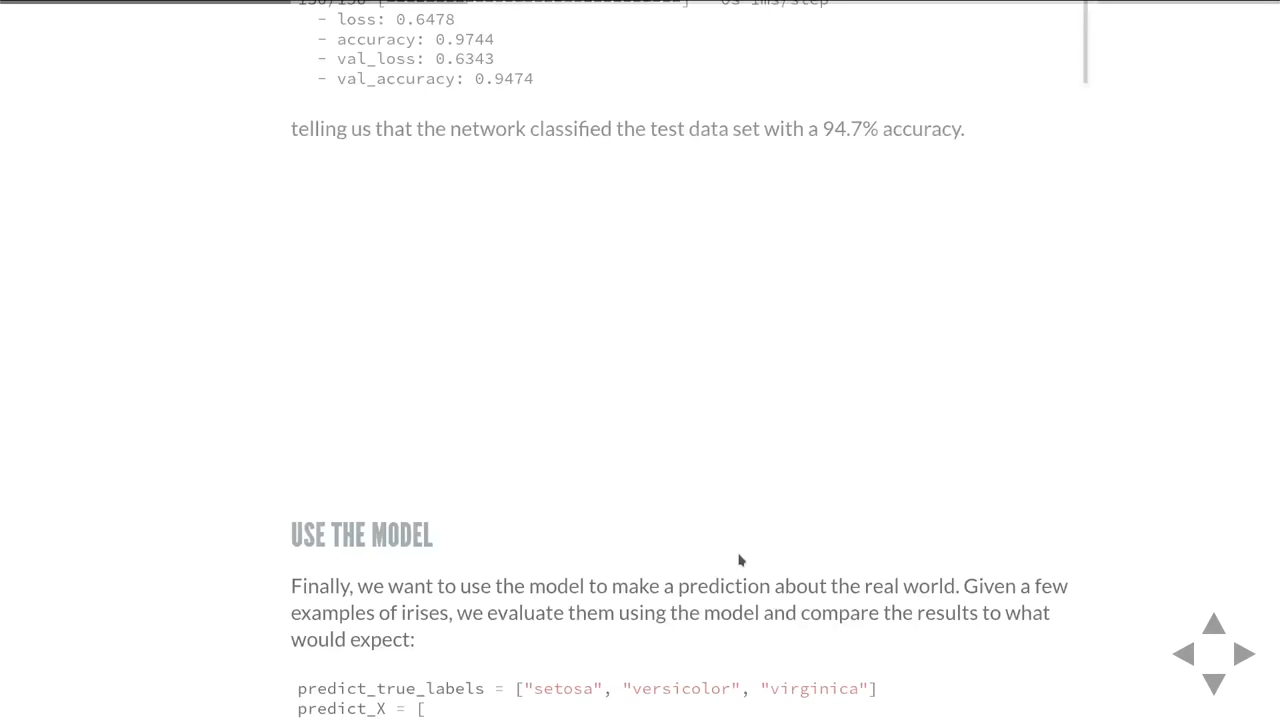 - loss: 0.6478
- accuracy: 0.9744
- val_loss: 0.6343
- val_accuracy: 0.9474
telling us that the network classified the test data set with a 94.7% accuracy.
USE THE MODEL
Finally, we want to use the model to make a prediction about the real world. Given a few
examples of irises, we evaluate them using the model and compare the results to what
would expect:
predict_true_labels = ["setosa", "versicolor", "virginica"]
predict_X = [